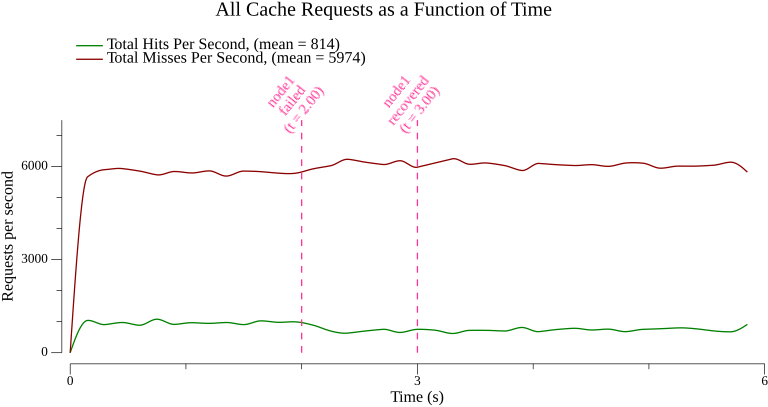 All Cache Requests as a Function of Time
Total Hits Per Second, (mean = 814)
Total Misses Per Second, (mean = 5974)
node1
failed
(t = 2.00)
node1
recovered
(t = 3.00)
Requests per second
6000
3000
0
0
3
6
Time (s)